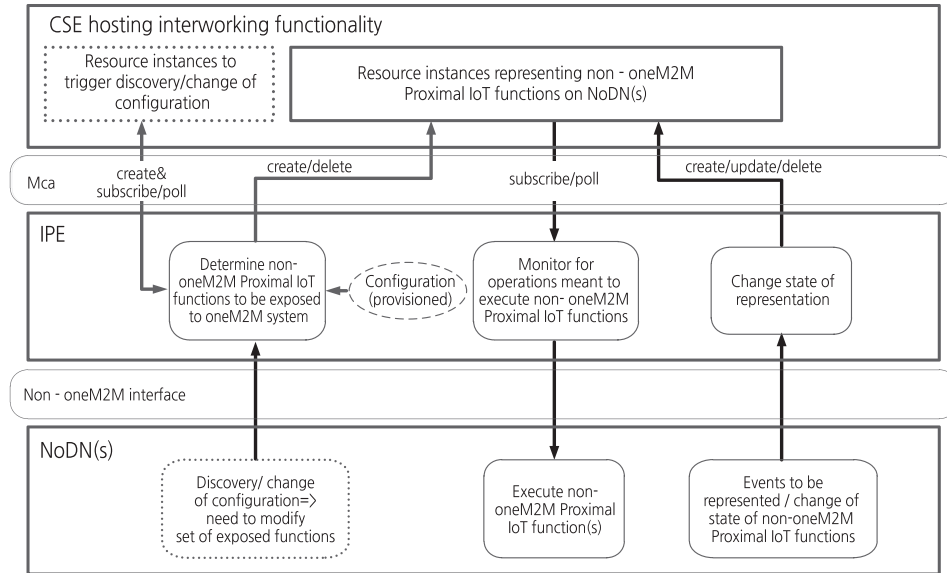 CSE hosting interworking functionality
Resource instances to
trigger discovery/change of
configuration
Resource instances representing non - oneM2M
Proximal IoT functions on NoDN(s)
Mca
create&
subscribe/poll
create/delete
subscribe/poll
create/update/delete
IPE
Determine non-
oneM2M Proximal IoT
functions to be exposed
to oneM2M system
Configuration
(provisioned)
Monitor for
operations meant to
execute non- oneM2M
Proximal IoT functions
Change state of
representation
Non - oneM2M interface
NoDN(s)
Discovery/ change
of configuration=>
need to modify
set of exposed functions
Execute non-
oneM2M Proximal
IoT function(s)
Events to be
represented / change of
state of non-oneM2M
Proximal IoT functions